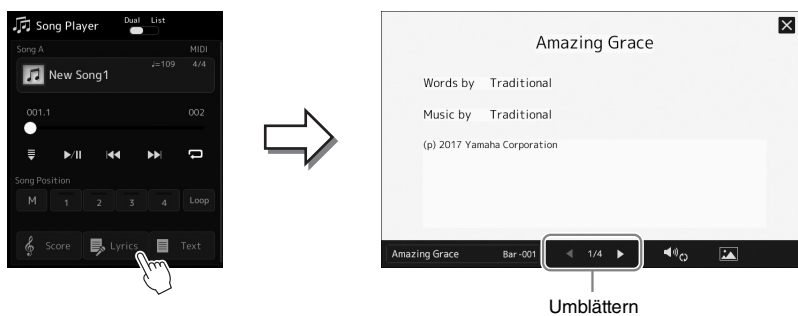 Song Player
Dual List
Song A MIDI
New Song1 ♩=109 4/4
001.1 002
Song Position
M 1 2 3 4 Loop
Score Lyrics Text
Amazing Grace
Words by Traditional
Music by Traditional
(p) 2017 Yamaha Corporation
Amazing Grace Bar-001 1/4
Umblättern